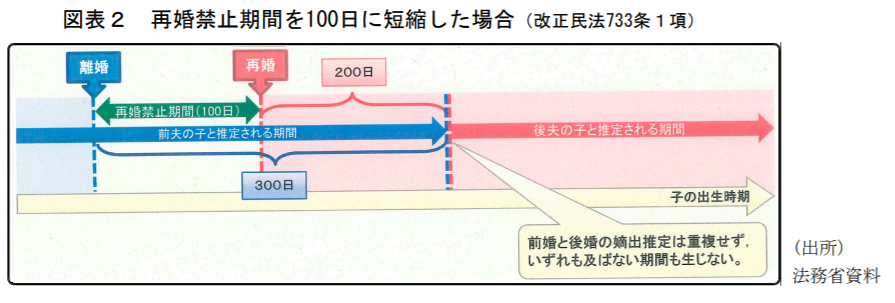 図表２　再婚禁止期間を100日に短縮した場合（改正民法733条１項）
離婚
再婚
200日
再婚禁止期間(100日)
前夫の子と推定される期間
後夫の子と推定される期間
300日
子の出生時期
前婚と後婚の嫡出推定は重複せず，
いずれも及ばない期間も生じない。
（出所）
法務省資料